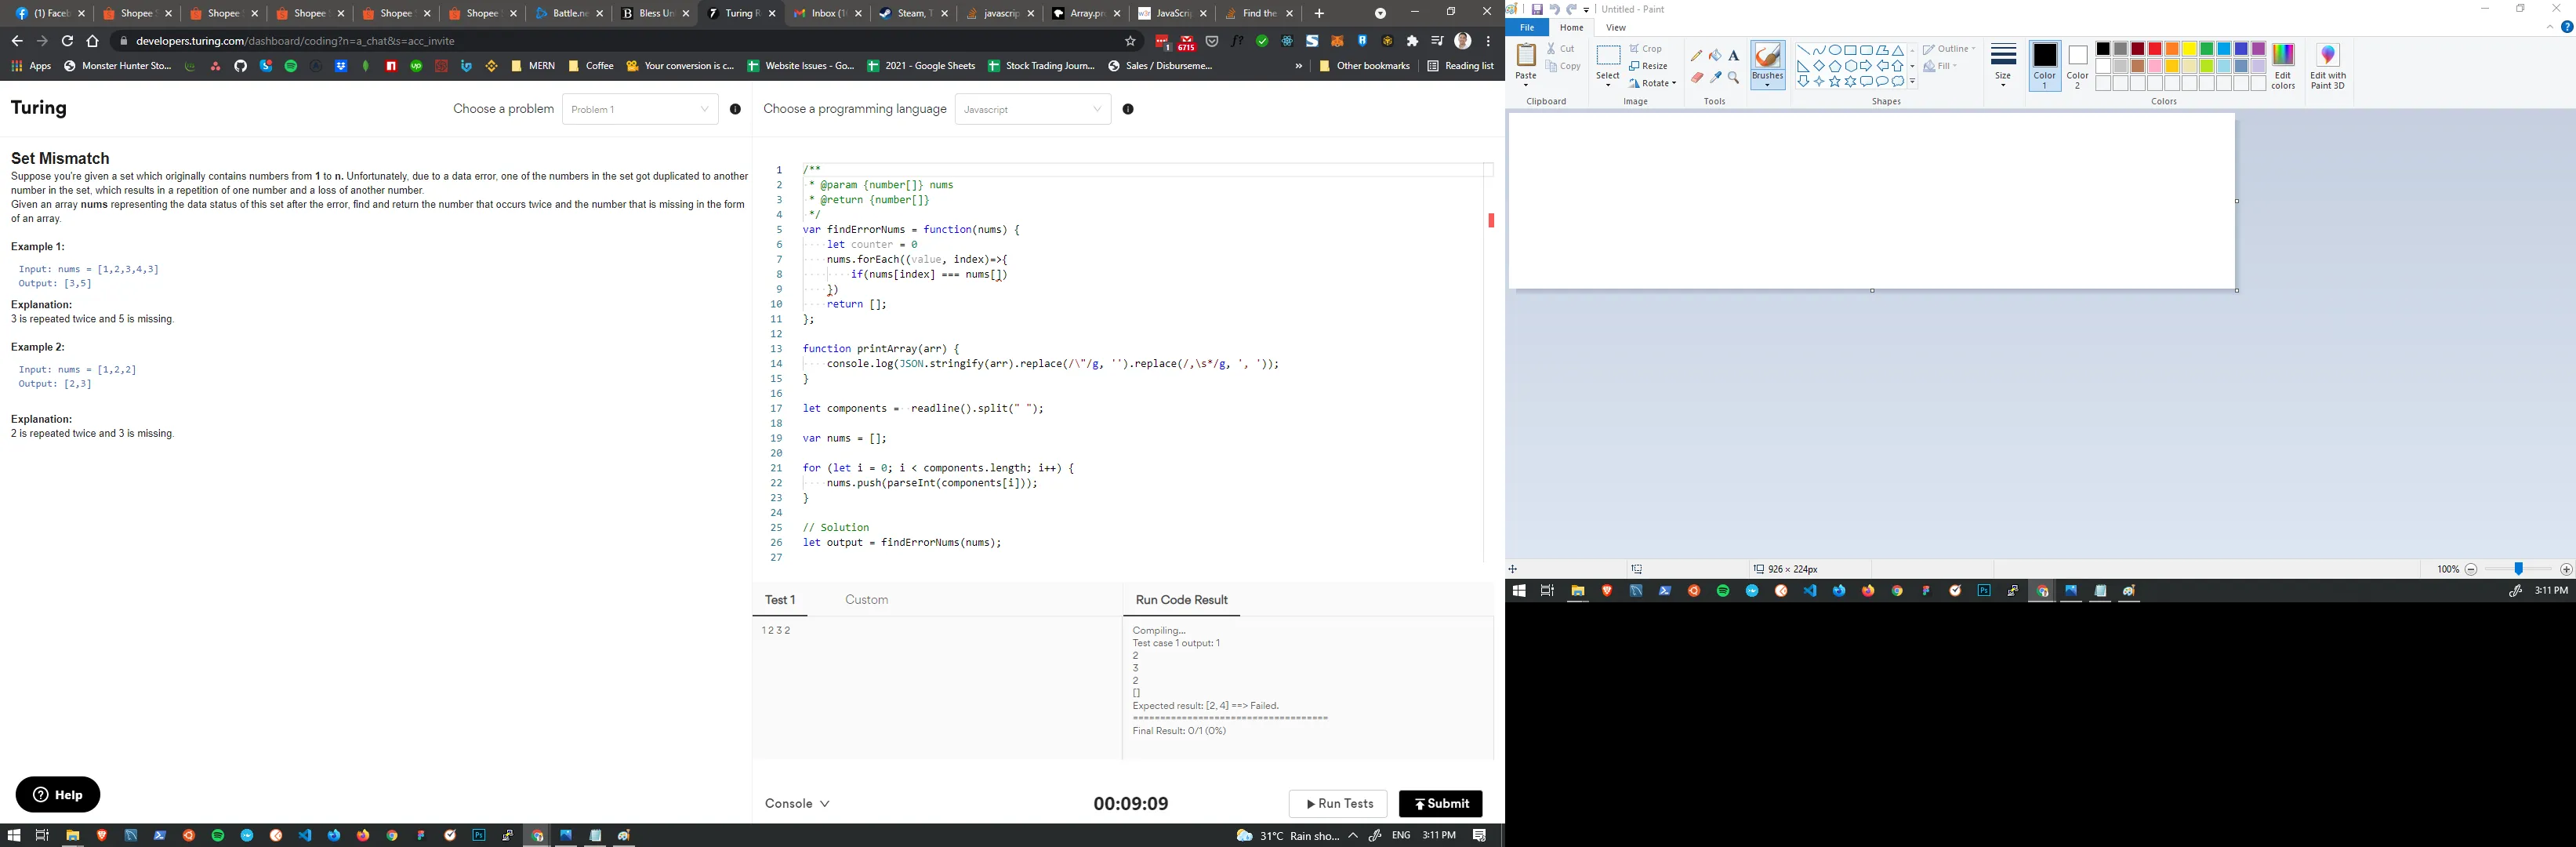 (1) Faceb
Shopee
Shopee
Shopee
Shopee
Shopee
Battle.ne
Bless Un
Turing R
Inbox (1
Steam, T
javascrip
Array.pr
JavaScri
Find the
developers.turing.com/dashboard/coding?n=a_chat&s=acc_invite
1
6715
Apps
Monster Hunter Sto...
MERN
Coffee
Your conversion is c...
Website Issues - Go...
2021 - Google Sheets
Stock Trading Journ...
Sales / Disburseme...
»
Other bookmarks
Reading list
Turing
Choose a problem
Problem 1
Choose a programming language
Javascript
Set Mismatch
Suppose you're given a set which originally contains numbers from 1 to n. Unfortunately, due to a data error, one of the numbers in the set got duplicated to another
number in the set, which results in a repetition of one number and a loss of another number.
Given an array nums representing the data status of this set after the error, find and return the number that occurs twice and the number that is missing in the form
of an array.
Example 1:
Input: nums = [1,2,3,4,3]
Output: [3,5]
Explanation:
3 is repeated twice and 5 is missing.
Example 2:
Input: nums = [1,2,2]
Output: [2,3]
Explanation:
2 is repeated twice and 3 is missing.
Help
1 /**
2 * @param {number[]} nums
3 * @return {number[]}
4 */
5 var findErrorNums = function(nums) {
6 let counter = 0
7 nums.forEach((value, index)=>{
8 if(nums[index] === nums[])
9 })
10 return [];
11 };
12
13 function printArray(arr) {
14 console.log(JSON.stringify(arr).replace(/\"/g, '').replace(/,\s*/g, ', '));
15 }
16
17 let components = readline().split(" ");
18
19 var nums = [];
20
21 for (let i = 0; i < components.length; i++) {
22 nums.push(parseInt(components[i]));
23 }
24
25 // Solution
26 let output = findErrorNums(nums);
27
Test 1
Custom
Run Code Result
1 2 3 2
Compiling...
Test case 1 output: 1
2
3
2
[]
Expected result: [2, 4] ==> Failed.
====================================
Final Result: 0/1 (0%)
Console
00:09:09
Run Tests
Submit
31°C Rain sho...
ENG
3:11 PM
Untitled - Paint
File
Home
View
Paste
Cut
Copy
Clipboard
Select
Crop
Resize
Rotate
Image
A
Tools
Brushes
Outline
Fill
Shapes
Size
Color
1
Color
2
Edit
colors
Colors
Edit with
Paint 3D
926 × 224px
100%
3:11 PM